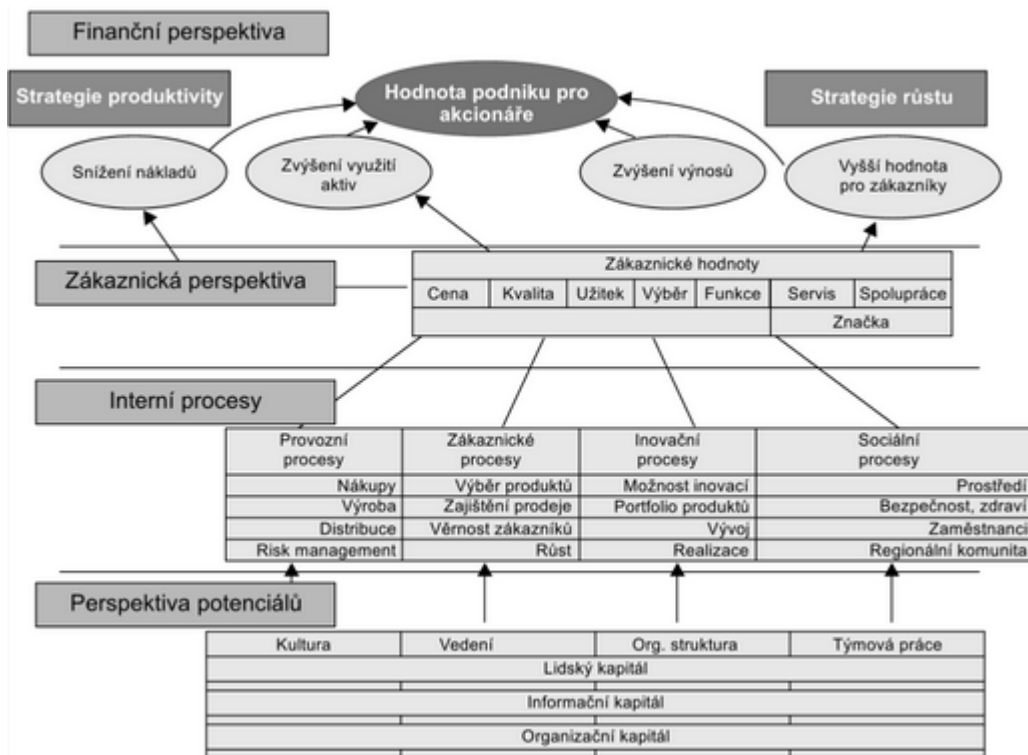 Finanční perspektiva
Strategie produktivity
Hodnota podniku pro
akcionáře
Strategie růstu
Snížení nákladů
Zvýšení využití
aktiv
Zvýšení výnosů
Vyšší hodnota
pro zákazníky
Zákaznická perspektiva
Zákaznické hodnoty
Cena Kvalita Užitek Výběr Funkce Servis Spolupráce
Značka
Interní procesy
Provozní
procesy
Zákaznické
procesy
Inovační
procesy
Sociální
procesy
Nákupy Výběr produktů Možnost inovací Prostředí
Výroba Zajištění prodeje Portfolio produktů Bezpečnost, zdraví
Distribuce Věrnost zákazníků Vývoj Zaměstnanci
Risk management Růst Realizace Regionální komunita
Perspektiva potenciálů
Kultura Vedení Org. struktura Týmová práce
Lidský kapitál
Informační kapitál
Organizační kapitál